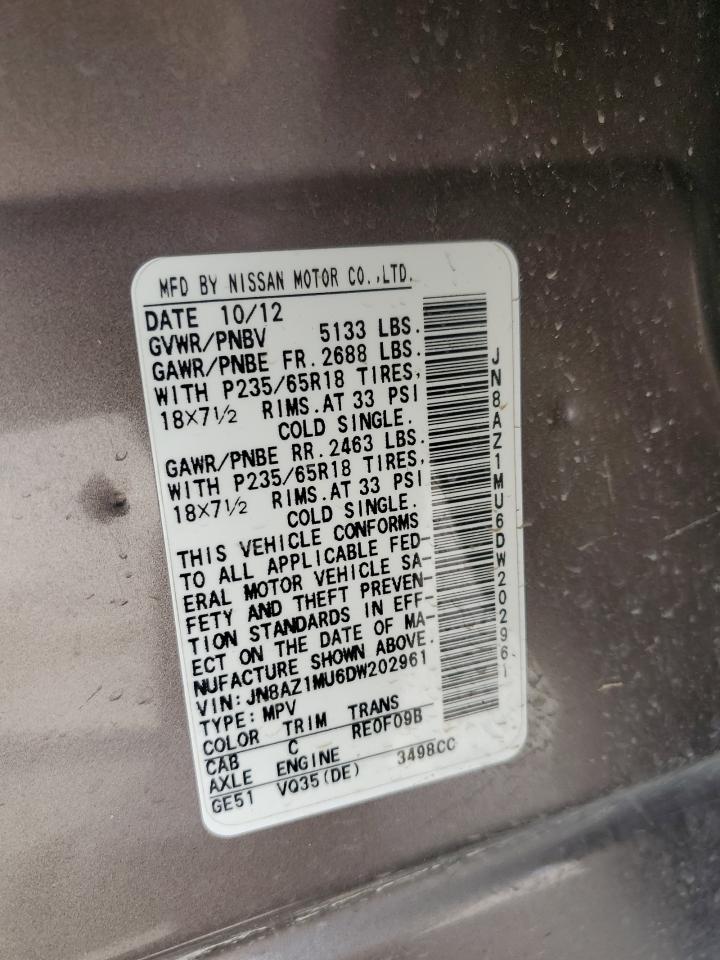 MFD BY NISSAN MOTOR CO.,LTD.
DATE 10/12
GVWR/PNBV 5133 LBS.
GAWR/PNBE FR. 2688 LBS.
WITH P235/65R18 TIRES,
18×7½ RIMS. AT 33 PSI
COLD SINGLE.
GAWR/PNBE RR. 2463 LBS.
WITH P235/65R18 TIRES,
18×7½ RIMS. AT 33 PSI
COLD SINGLE.
THIS VEHICLE CONFORMS
TO ALL APPLICABLE FED-
ERAL MOTOR VEHICLE SA-
FETY AND THEFT PREVEN-
TION STANDARDS IN EFF-
ECT ON THE DATE OF MA-
NUFACTURE SHOWN ABOVE.
VIN: JN8AZ1MU6DW202961
TYPE: MPV
COLOR TRIM TRANS
CAB C RE0F09B
AXLE ENGINE
GE51 VQ35(DE) 3498CC
JN8AZ1MU6DW202961